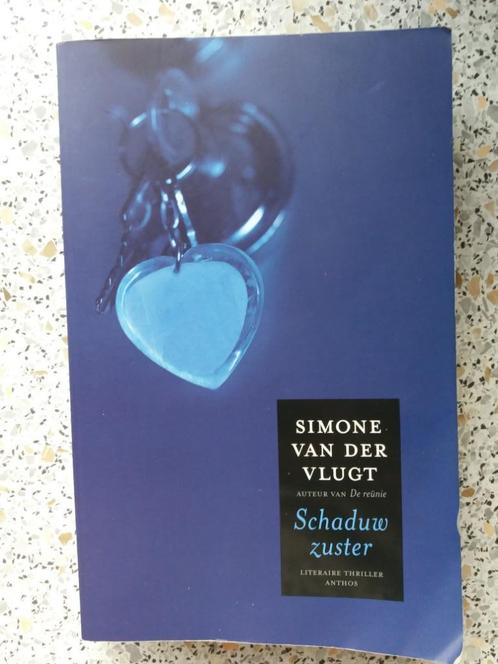 SIMONE
VAN DER
VLUGT
AUTEUR VAN De reünie
Schaduw
zuster
LITERAIRE THRILLER
ANTHOS